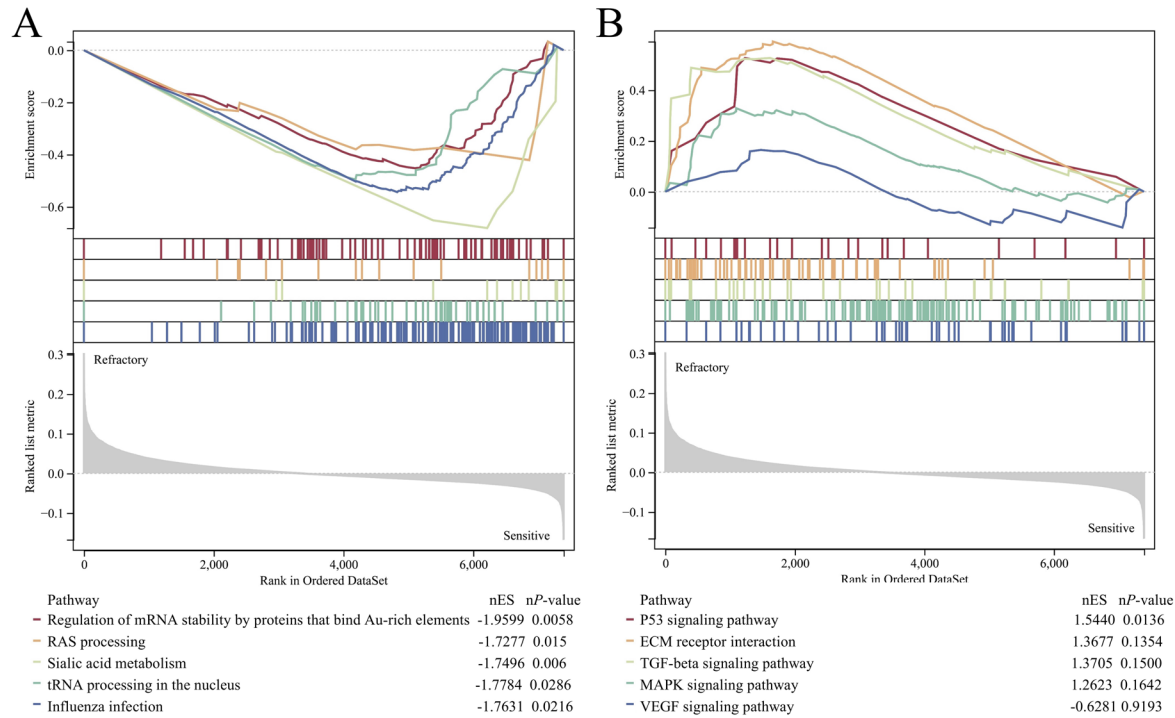 A
B
Enrichment score
0.0
−0.2
−0.4
−0.6
Enrichment score
0.4
0.2
0.0
Ranked list metric
0.3
0.2
0.1
0.0
−0.1
Refractory
Sensitive
0
2,000
4,000
6,000
Rank in Ordered DataSet
Ranked list metric
0.3
0.2
0.1
0.0
−0.1
Refractory
Sensitive
0
2,000
4,000
6,000
Rank in Ordered DataSet
Pathway nES nP-value
Regulation of mRNA stability by proteins that bind Au-rich elements -1.9599 0.0058
RAS processing -1.7277 0.015
Sialic acid metabolism -1.7496 0.006
tRNA processing in the nucleus -1.7784 0.0286
Influenza infection -1.7631 0.0216
Pathway nES nP-value
P53 signaling pathway 1.5440 0.0136
ECM receptor interaction 1.3677 0.1354
TGF-beta signaling pathway 1.3705 0.1500
MAPK signaling pathway 1.2623 0.1642
VEGF signaling pathway -0.6281 0.9193